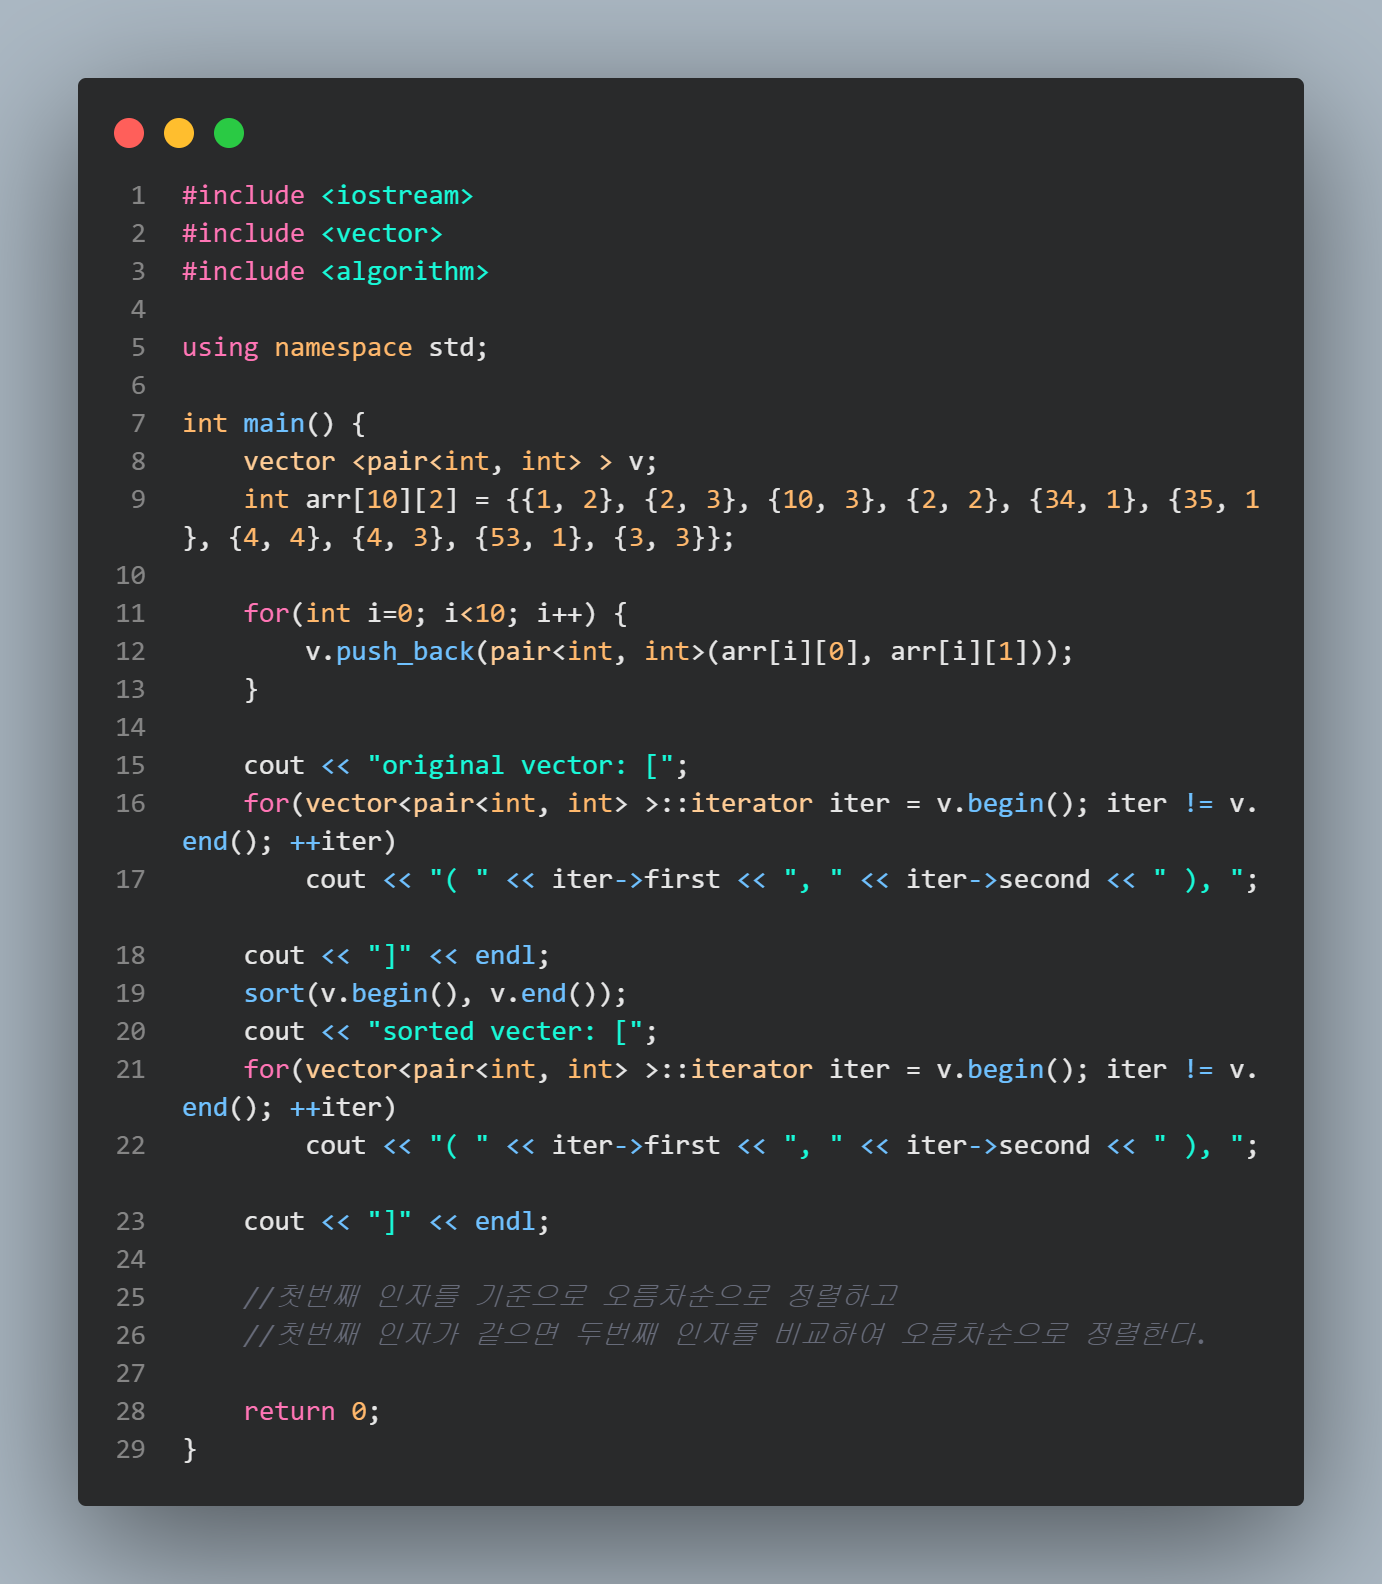 1 #include <iostream>
2 #include <vector>
3 #include <algorithm>
4
5 using namespace std;
6
7 int main() {
8     vector <pair<int, int> > v;
9     int arr[10][2] = {{1, 2}, {2, 3}, {10, 3}, {2, 2}, {34, 1}, {35, 1
}, {4, 4}, {4, 3}, {53, 1}, {3, 3}};
10
11     for(int i=0; i<10; i++) {
12         v.push_back(pair<int, int>(arr[i][0], arr[i][1]));
13     }
14
15     cout << "original vector: [";
16     for(vector<pair<int, int> >::iterator iter = v.begin(); iter != v.
end(); ++iter)
17         cout << "( " << iter->first << ", " << iter->second << " ), ";
18     cout << "]" << endl;
19     sort(v.begin(), v.end());
20     cout << "sorted vecter: [";
21     for(vector<pair<int, int> >::iterator iter = v.begin(); iter != v.
end(); ++iter)
22         cout << "( " << iter->first << ", " << iter->second << " ), ";
23     cout << "]" << endl;
24
25     //첫번째 인자를 기준으로 오름차순으로 정렬하고
26     //첫번째 인자가 같으면 두번째 인자를 비교하여 오름차순으로 정렬한다.
27
28     return 0;
29 }